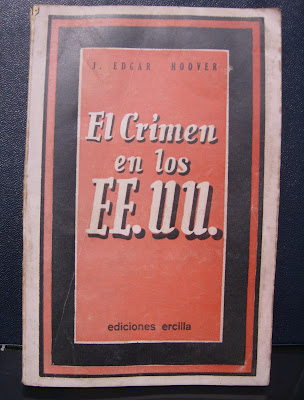 J. EDGAR HOOVER
El Crimen
en los
EE.UU.
ediciones ercilla